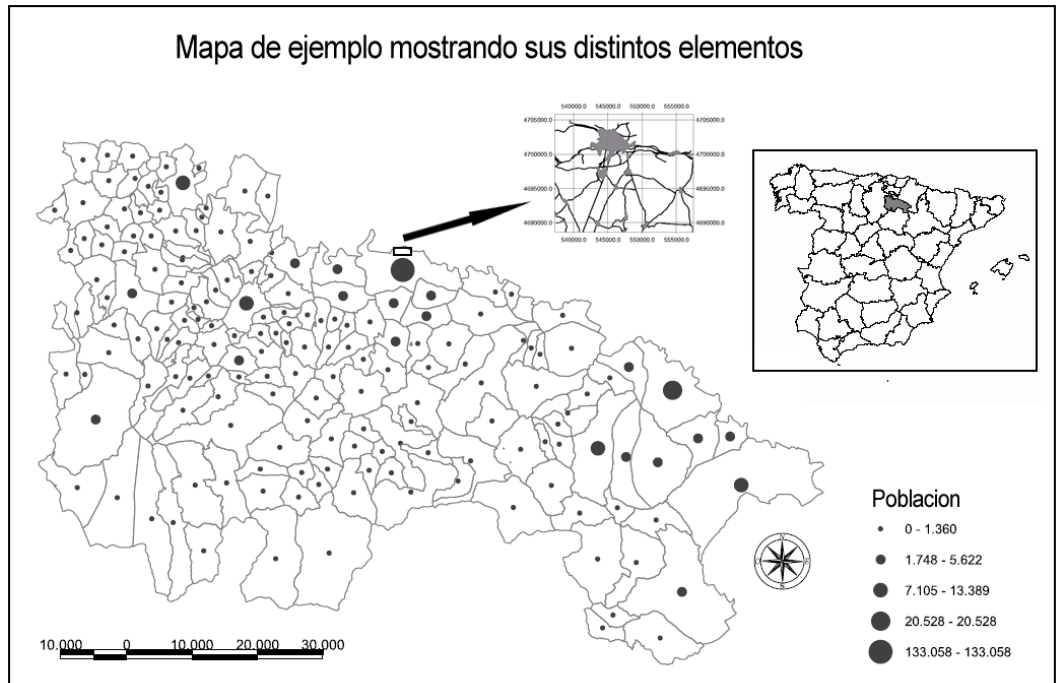 Mapa de ejemplo mostrando sus distintos elementos
540000.0 545000.0 550000.0 555000.0
4705000.0 4705000.0
4700000.0 4700000.0
4695000.0 4695000.0
4690000.0 4690000.0
540000.0 545000.0 550000.0 555000.0
Poblacion
0 - 1.360
1.748 - 5.622
7.105 - 13.389
20.528 - 20.528
133.058 - 133.058
N
O E
S
10.000 0 10.000 20.000 30.000